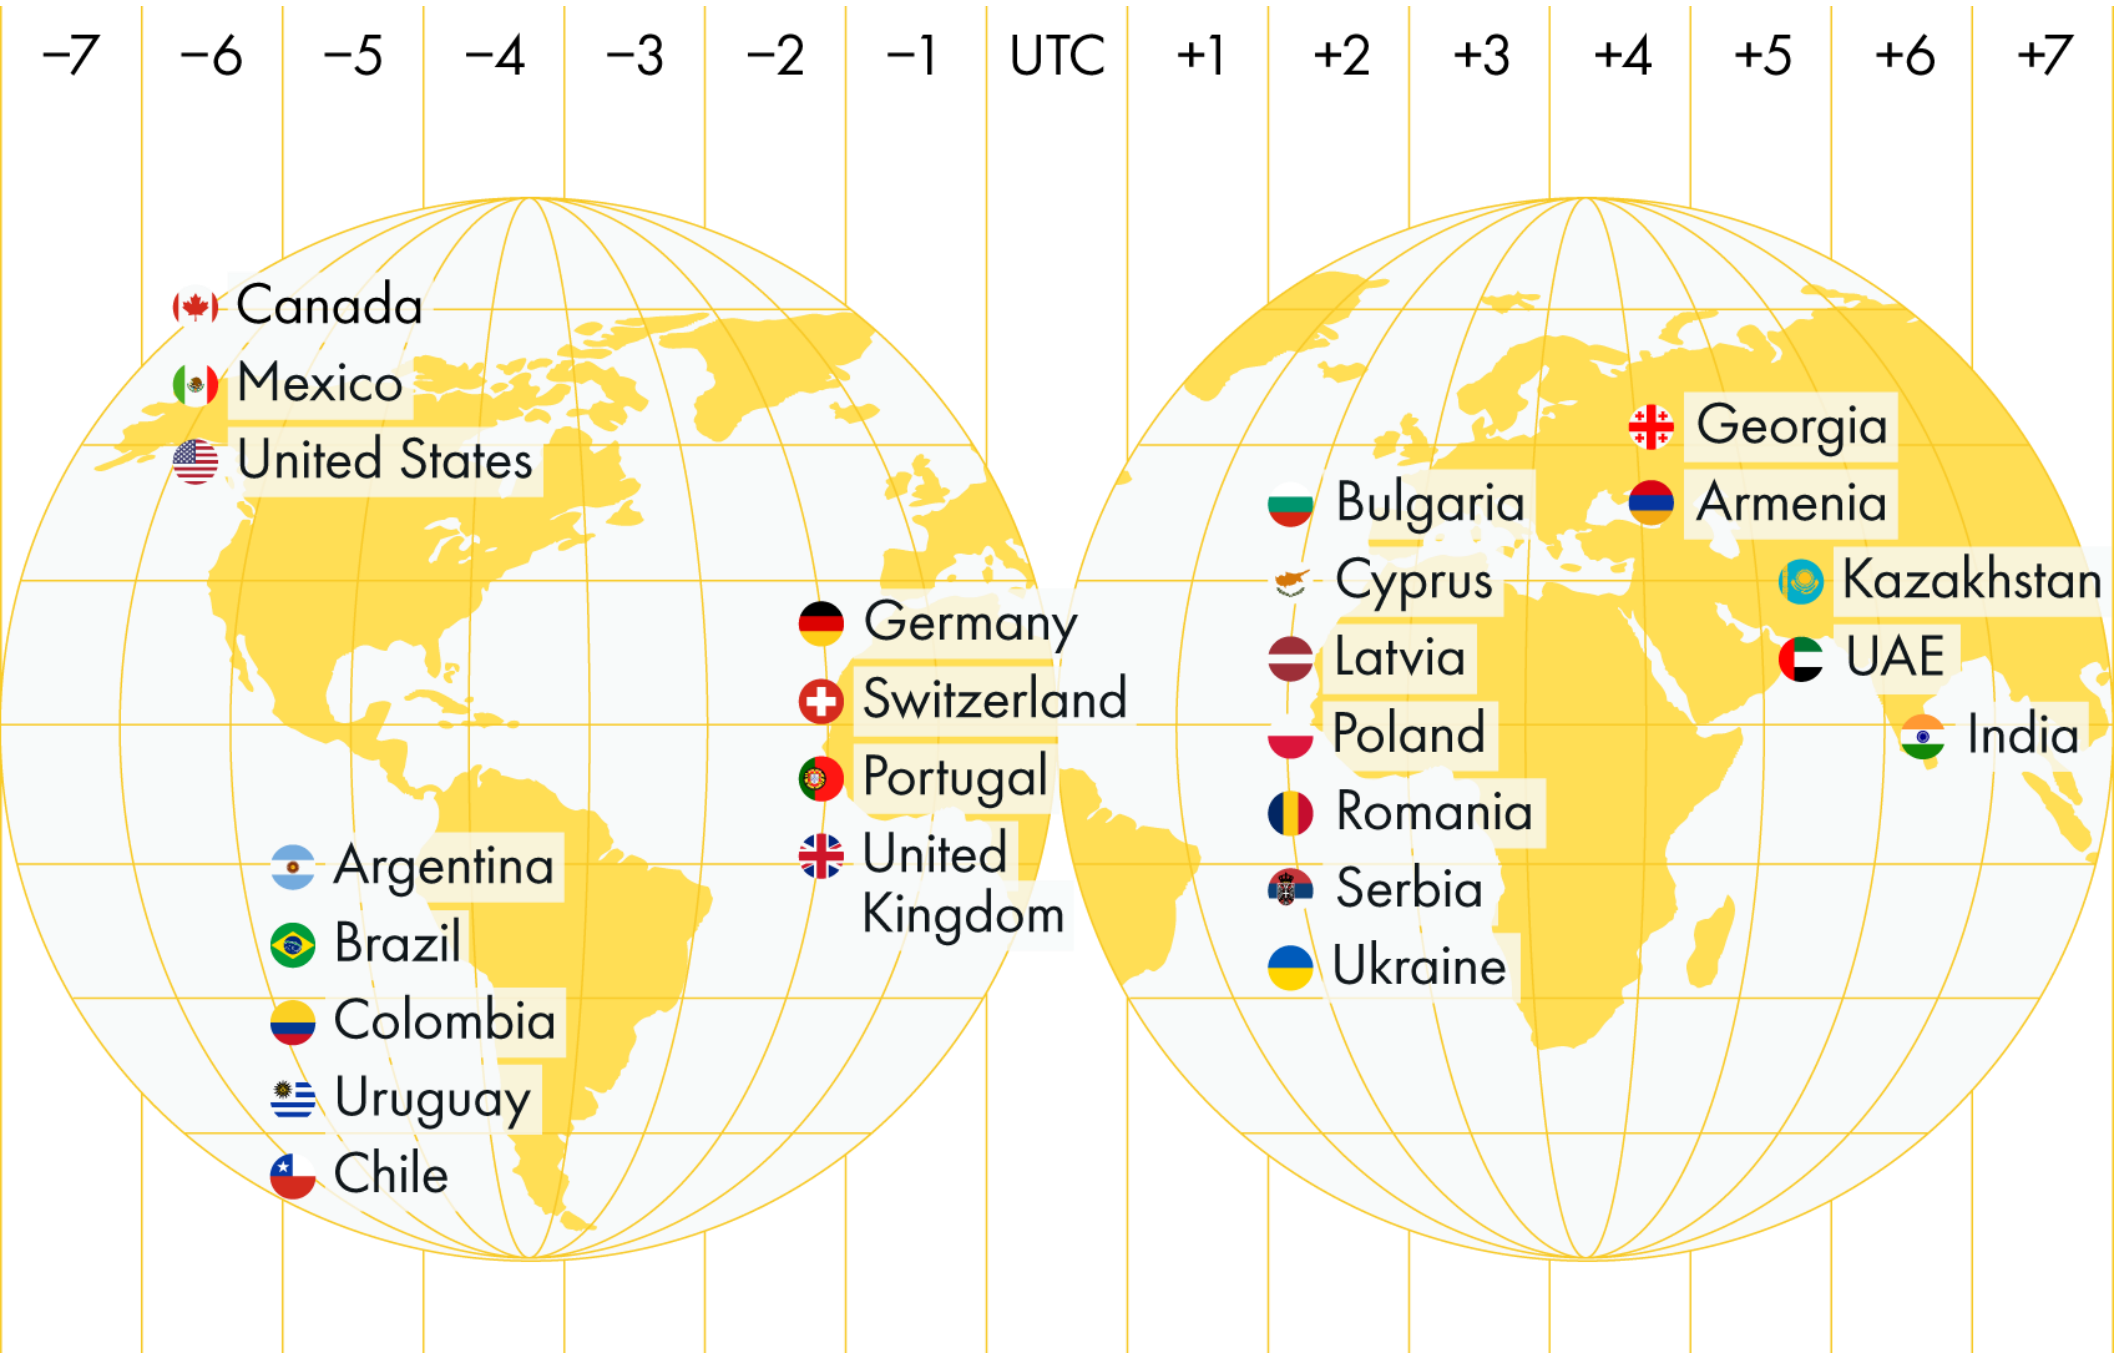 −7 −6 −5 −4 −3 −2 −1 UTC +1 +2 +3 +4 +5 +6 +7
Canada
Mexico
United States
Argentina
Brazil
Colombia
Uruguay
Chile
Germany
Switzerland
Portugal
United
Kingdom
Bulgaria
Cyprus
Latvia
Poland
Romania
Serbia
Ukraine
Georgia
Armenia
Kazakhstan
UAE
India